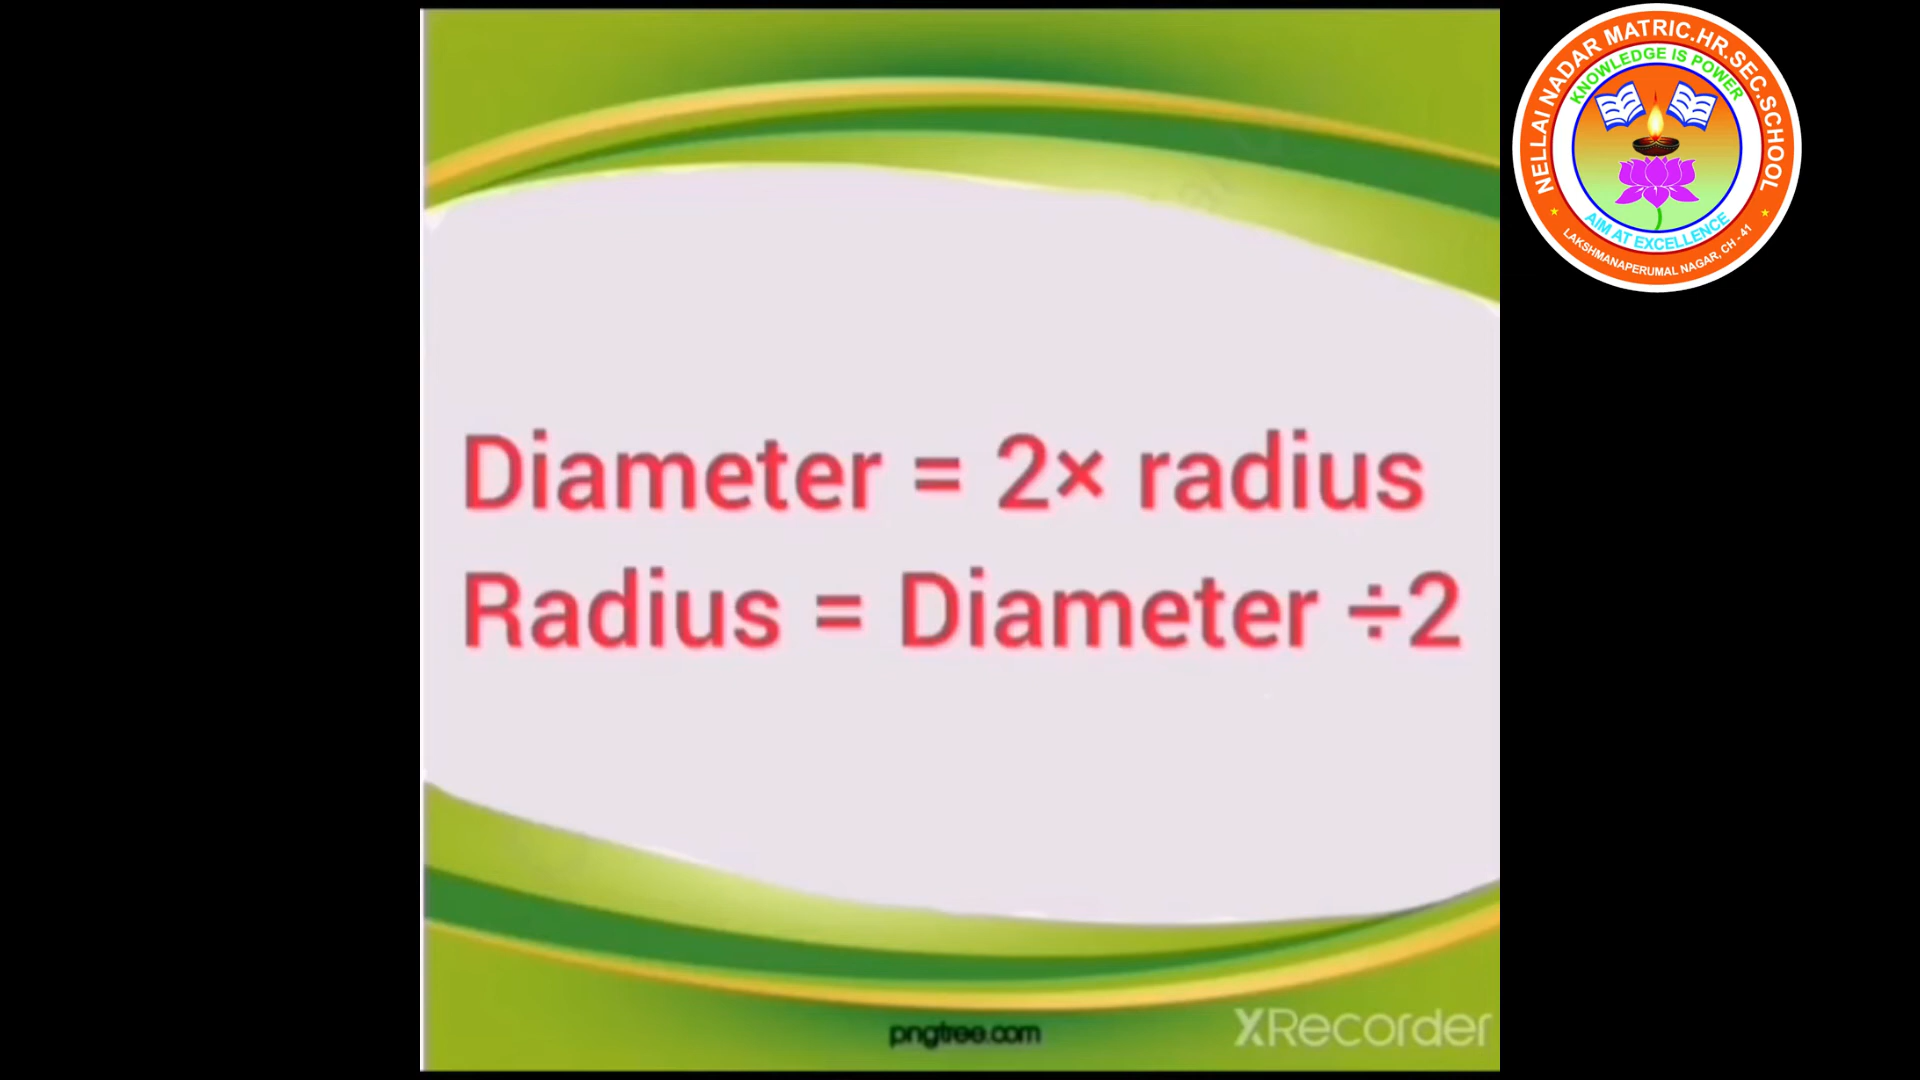 NELLAI NADAR MATRIC.HR.SEC.SCHOOL
KNOWLEDGE IS POWER
AIM AT EXCELLENCE
LAKSHMANAPERUMAL NAGAR, CH - 41
Diameter = 2× radius
Radius = Diameter ÷2
pngtree.com
XRecorder